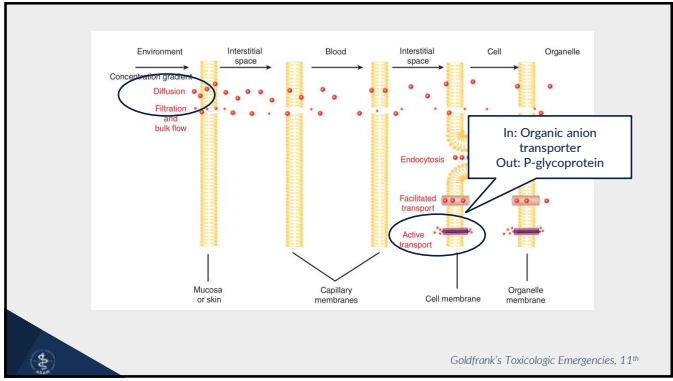 Environment
Interstitial
space
Blood
Interstitial
space
Cell
Organelle
Concentration gradient
Diffusion
Filtration
and
bulk flow
In: Organic anion
transporter
Out: P-glycoprotein
Endocytosis
Facilitated
transport
Active
transport
Mucosa
or skin
Capillary
membranes
Cell membrane
Organelle
membrane
Goldfrank's Toxicologic Emergencies, 11th